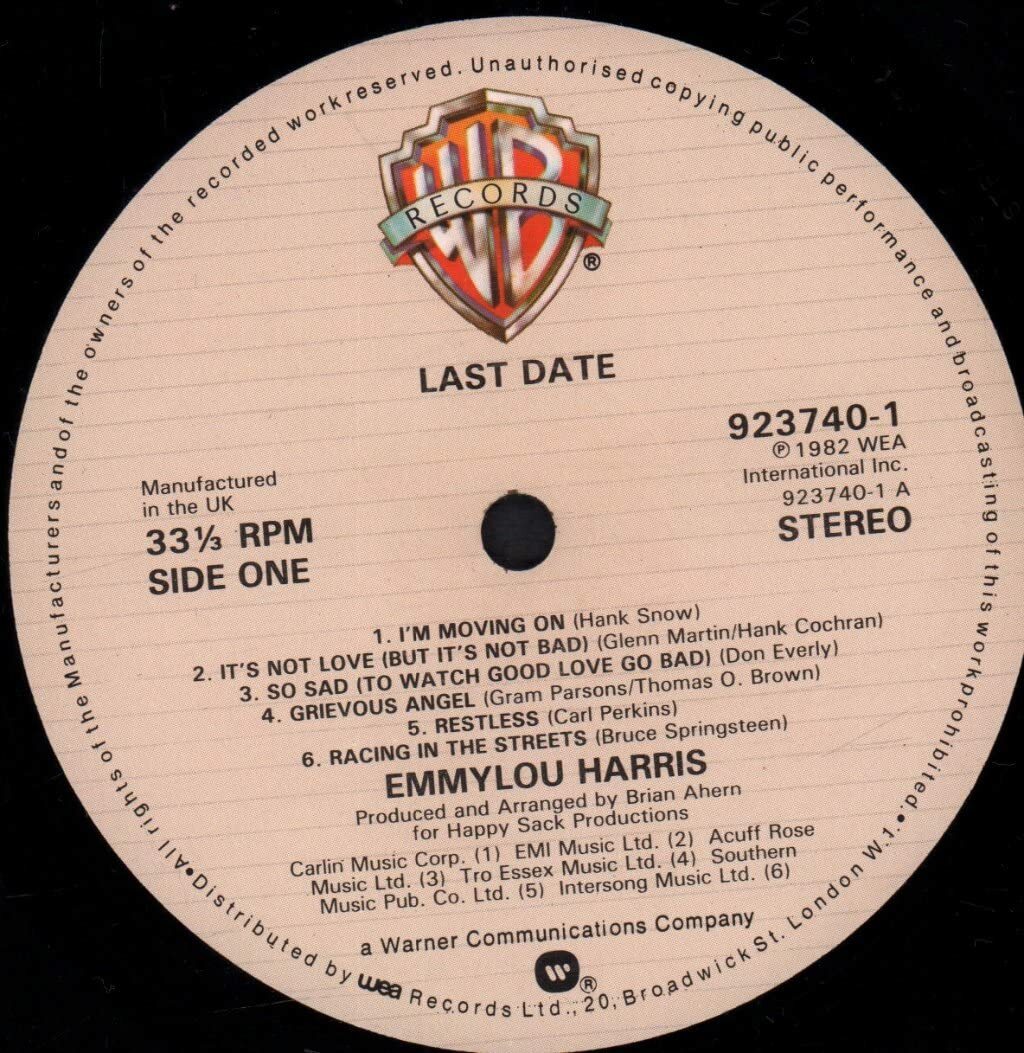 All rights of the Manufacturers and of the owners of the recorded work reserved. Unauthorised copying public performance and broadcasting of this work prohibited.
WB
RECORDS
®
LAST DATE
923740-1
℗ 1982 WEA
International Inc.
923740-1 A
STEREO
Manufactured
in the UK
33⅓ RPM
SIDE ONE
1. I'M MOVING ON (Hank Snow)
2. IT'S NOT LOVE (BUT IT'S NOT BAD) (Glenn Martin/Hank Cochran)
3. SO SAD (TO WATCH GOOD LOVE GO BAD) (Don Everly)
4. GRIEVOUS ANGEL (Gram Parsons/Thomas O. Brown)
5. RESTLESS (Carl Perkins)
6. RACING IN THE STREETS (Bruce Springsteen)
EMMYLOU HARRIS
Produced and Arranged by Brian Ahern
for Happy Sack Productions
Carlin Music Corp. (1) EMI Music Ltd. (2) Acuff Rose
Music Ltd. (3) Tro Essex Music Ltd. (4) Southern
Music Pub. Co. Ltd. (5) Intersong Music Ltd. (6)
a Warner Communications Company
®
•Distributed by wea Records Ltd., 20, Broadwick St. London W.1.•